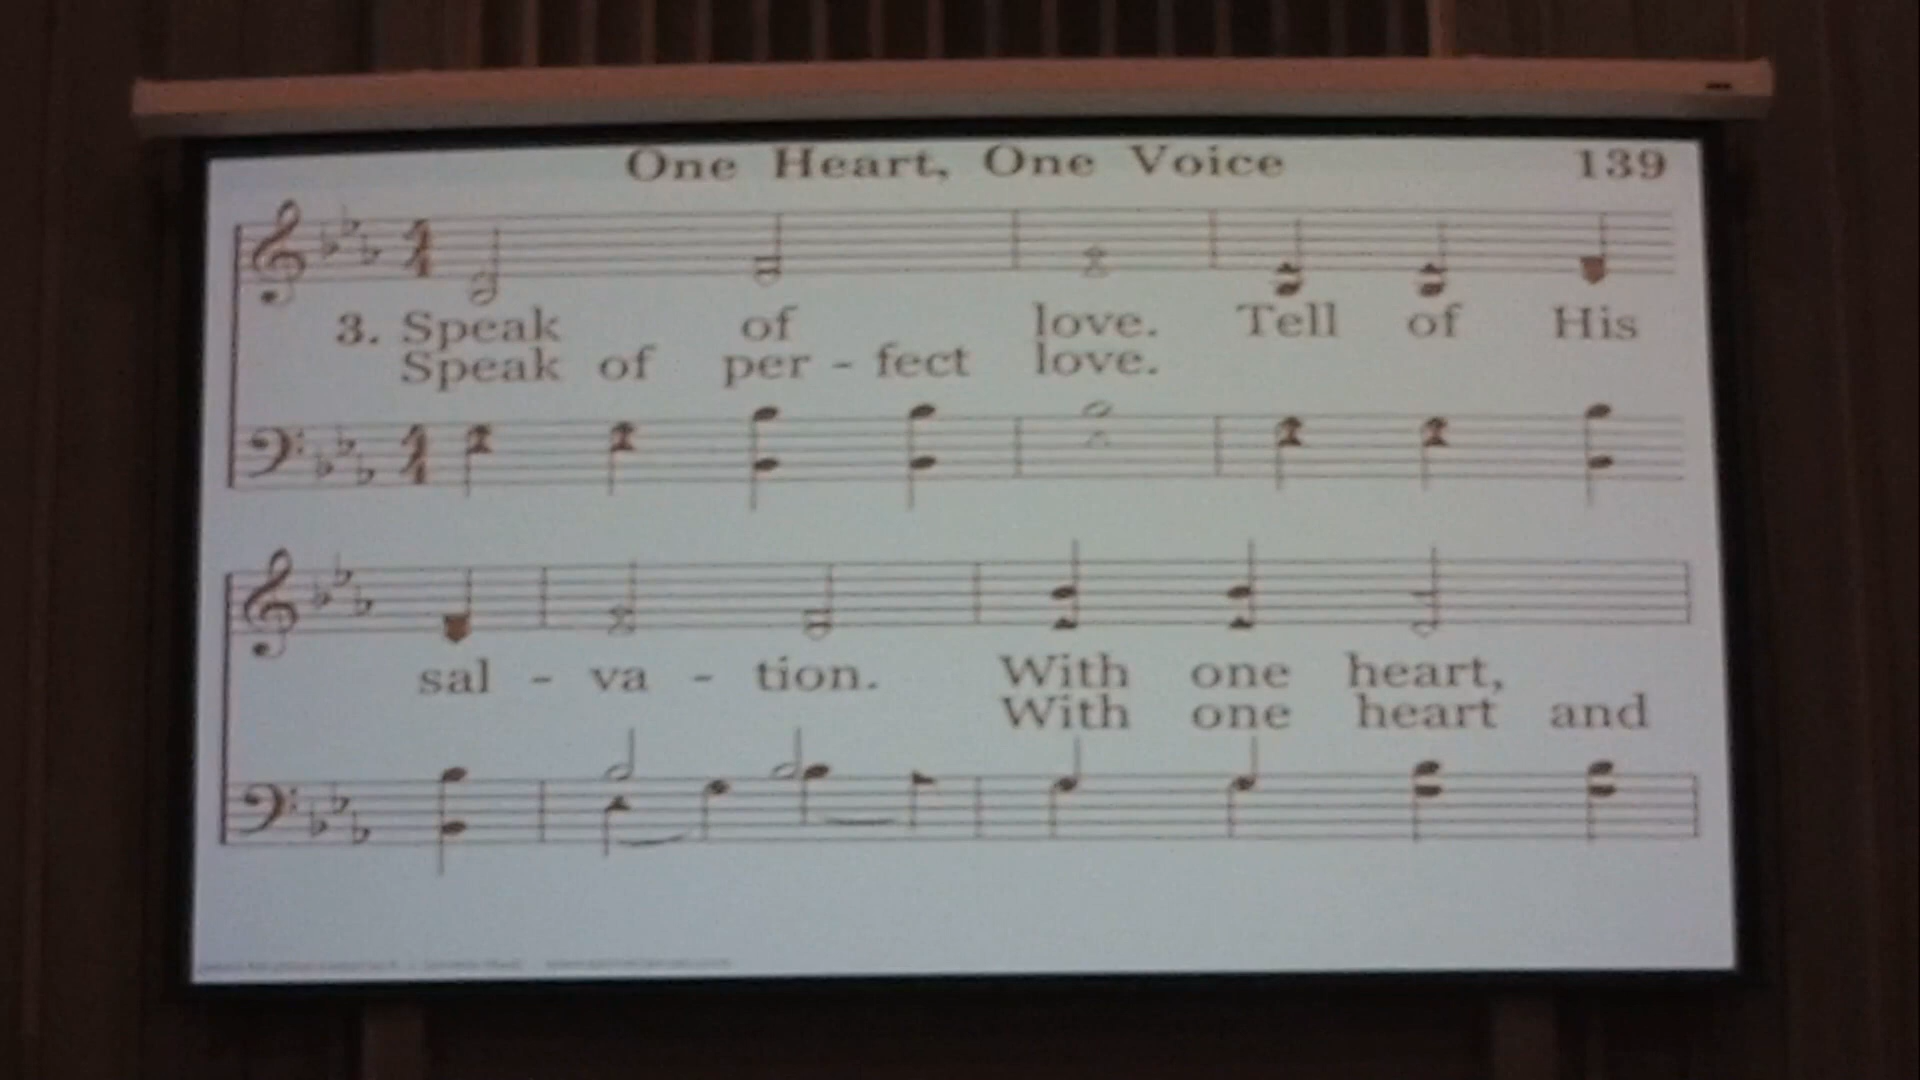 One Heart, One Voice 139
3. Speak of love. Tell of His
Speak of per - fect love.
sal - va - tion. With one heart,
With one heart and